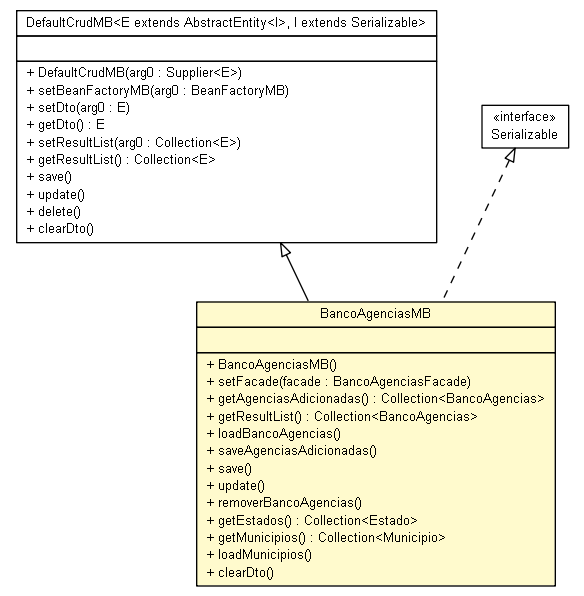 DefaultCrudMB<E extends AbstractEntity<I>, I extends Serializable>
+ DefaultCrudMB(arg0 : Supplier<E>)
+ setBeanFactoryMB(arg0 : BeanFactoryMB)
+ setDto(arg0 : E)
+ getDto() : E
+ setResultList(arg0 : Collection<E>)
+ getResultList() : Collection<E>
+ save()
+ update()
+ delete()
+ clearDto()
«interface»
Serializable
BancoAgenciasMB
+ BancoAgenciasMB()
+ setFacade(facade : BancoAgenciasFacade)
+ getAgenciasAdicionadas() : Collection<BancoAgencias>
+ getResultList() : Collection<BancoAgencias>
+ loadBancoAgencias()
+ saveAgenciasAdicionadas()
+ save()
+ update()
+ removerBancoAgencias()
+ getEstados() : Collection<Estado>
+ getMunicipios() : Collection<Municipio>
+ loadMunicipios()
+ clearDto()